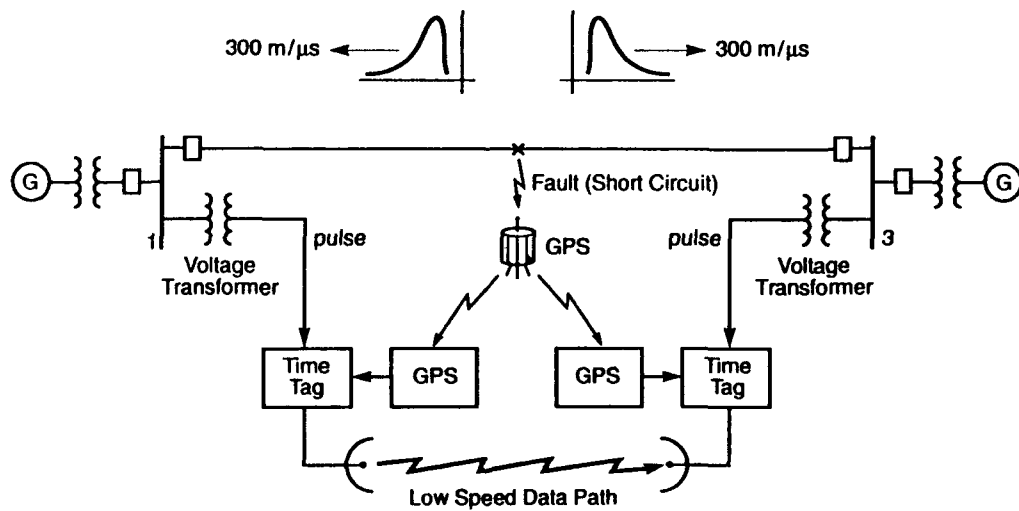 300 m/µs
300 m/µs
G
G
Fault (Short Circuit)
1
pulse
GPS
pulse
3
Voltage
Transformer
Voltage
Transformer
Time
Tag
GPS
GPS
Time
Tag
Low Speed Data Path